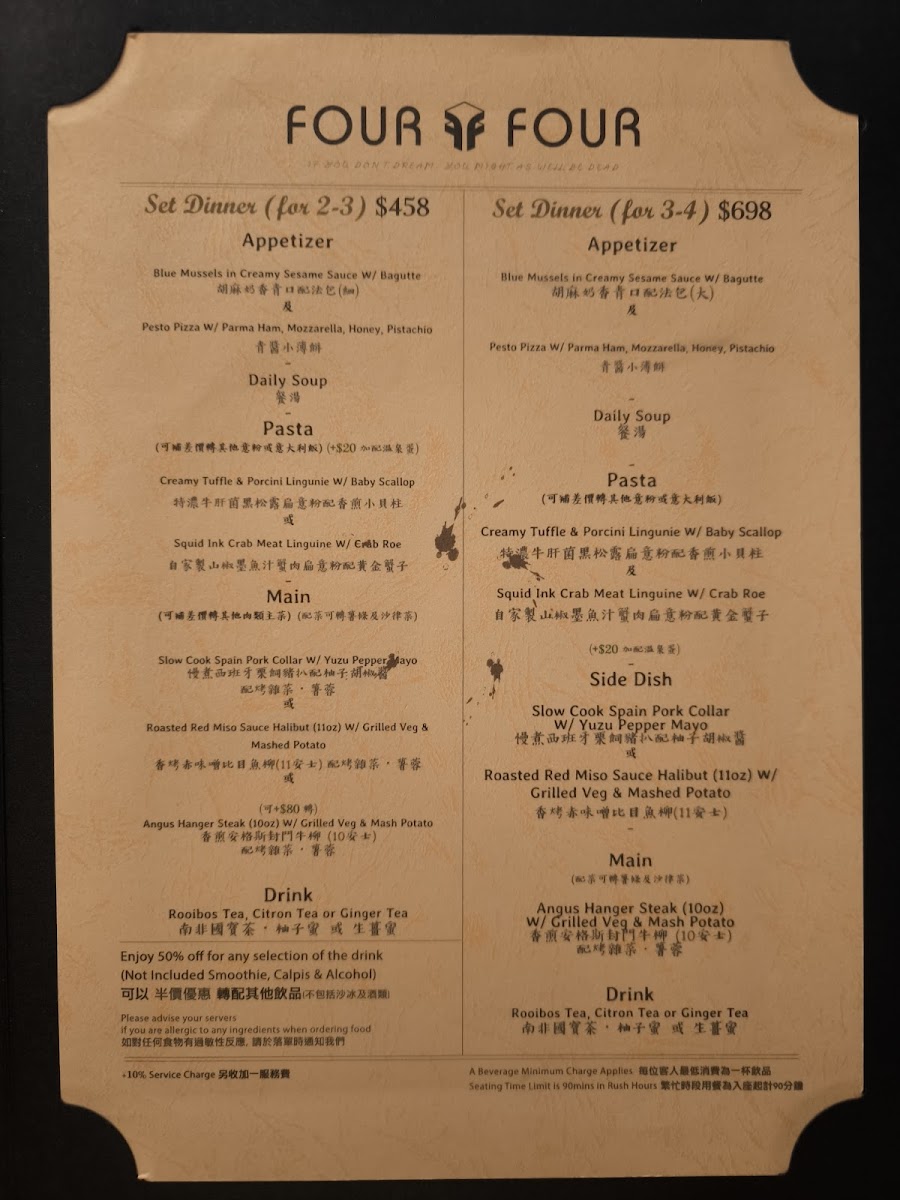 FOUR FOUR
IF YOU DON'T DREAM, YOU MIGHT AS WELL BE DEAD
Set Dinner (for 2-3) $458
Appetizer
Blue Mussels in Creamy Sesame Sauce W/ Bagutte
胡麻奶香青口配法包(細)
及
Pesto Pizza W/ Parma Ham, Mozzarella, Honey, Pistachio
青醬小薄餅
-
Daily Soup
餐湯
-
Pasta
(可補差價轉其他意粉或意大利飯) (+$20 加配溫泉蛋)
Creamy Tuffle & Porcini Lingunie W/ Baby Scallop
特濃牛肝菌黑松露扁意粉配香煎小貝柱
或
Squid Ink Crab Meat Linguine W/ Crab Roe
自家製山椒墨魚汁蟹肉扁意粉配黃金蟹子
-
Main
(可補差價轉其他肉類主菜) (配菜可轉薯條及沙律菜)
Slow Cook Spain Pork Collar W/ Yuzu Pepper Mayo
慢煮西班牙栗飼豬扒配柚子胡椒醬
配烤雜菜，薯蓉
或
Roasted Red Miso Sauce Halibut (11oz) W/ Grilled Veg &
Mashed Potato
香烤赤味噌比目魚柳(11安士) 配烤雜菜，薯蓉
或
(可+$80 轉)
Angus Hanger Steak (10oz) W/ Grilled Veg & Mash Potato
香煎安格斯封門牛柳 (10安士)
配烤雜菜，薯蓉
Drink
Rooibos Tea, Citron Tea or Ginger Tea
南非國寶茶，柚子蜜 或 生薑蜜
Enjoy 50% off for any selection of the drink
(Not Included Smoothie, Calpis & Alcohol)
可以 半價優惠 轉配其他飲品(不包括沙冰及酒類)
Please advise your servers
if you are allergic to any ingredients when ordering food
如對任何食物有過敏性反應, 請於落單時通知我們
Set Dinner (for 3-4) $698
Appetizer
Blue Mussels in Creamy Sesame Sauce W/ Bagutte
胡麻奶香青口配法包(大)
及
Pesto Pizza W/ Parma Ham, Mozzarella, Honey, Pistachio
青醬小薄餅
-
Daily Soup
餐湯
-
Pasta
(可補差價轉其他意粉或意大利飯)
Creamy Tuffle & Porcini Lingunie W/ Baby Scallop
特濃牛肝菌黑松露扁意粉配香煎小貝柱
及
Squid Ink Crab Meat Linguine W/ Crab Roe
自家製山椒墨魚汁蟹肉扁意粉配黃金蟹子
(+$20 加配溫泉蛋)
-
Side Dish
Slow Cook Spain Pork Collar
W/ Yuzu Pepper Mayo
慢煮西班牙栗飼豬扒配柚子胡椒醬
或
Roasted Red Miso Sauce Halibut (11oz) W/
Grilled Veg & Mashed Potato
香烤赤味噌比目魚柳(11安士)
-
Main
(配菜可轉薯條及沙律菜)
Angus Hanger Steak (10oz)
W/ Grilled Veg & Mash Potato
香煎安格斯封門牛柳 (10安士)
配烤雜菜，薯蓉
Drink
Rooibos Tea, Citron Tea or Ginger Tea
南非國寶茶，柚子蜜 或 生薑蜜
+10% Service Charge 另收加一服務費
A Beverage Minimum Charge Applies 每位客人最低消費為一杯飲品
Seating Time Limit is 90mins in Rush Hours 繁忙時段用餐為入座起計90分鐘